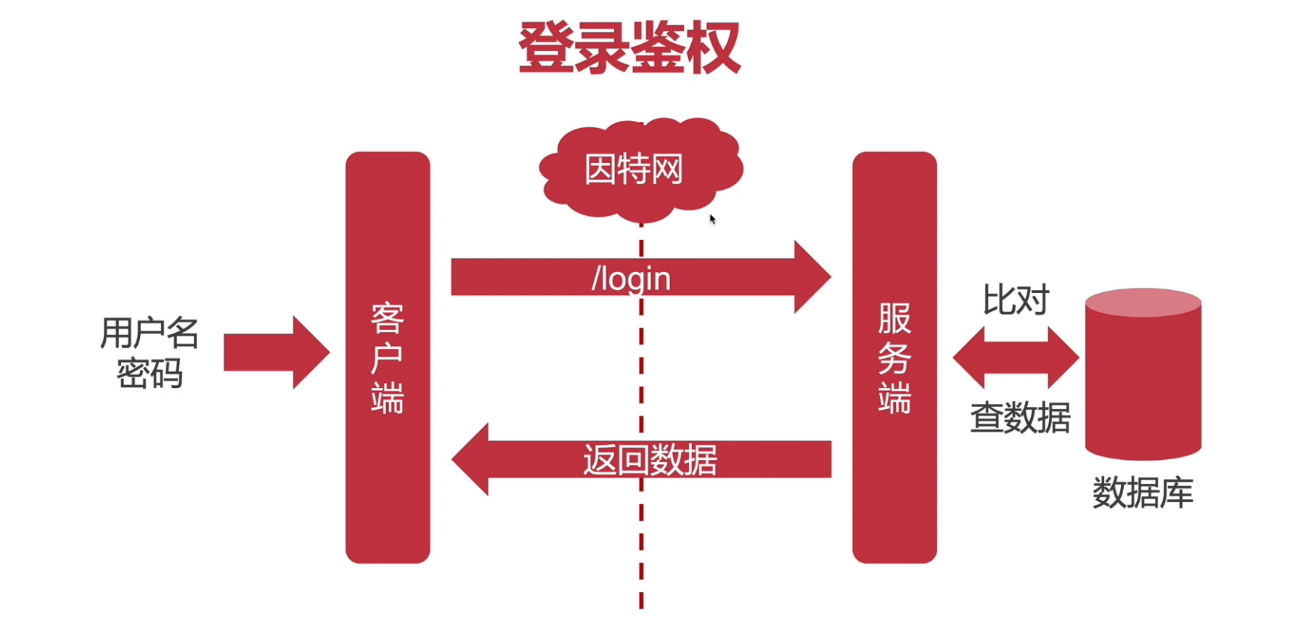 登录鉴权
因特网
/login
用户名
密码
客户端
服务端
比对
查数据
返回数据
数据库